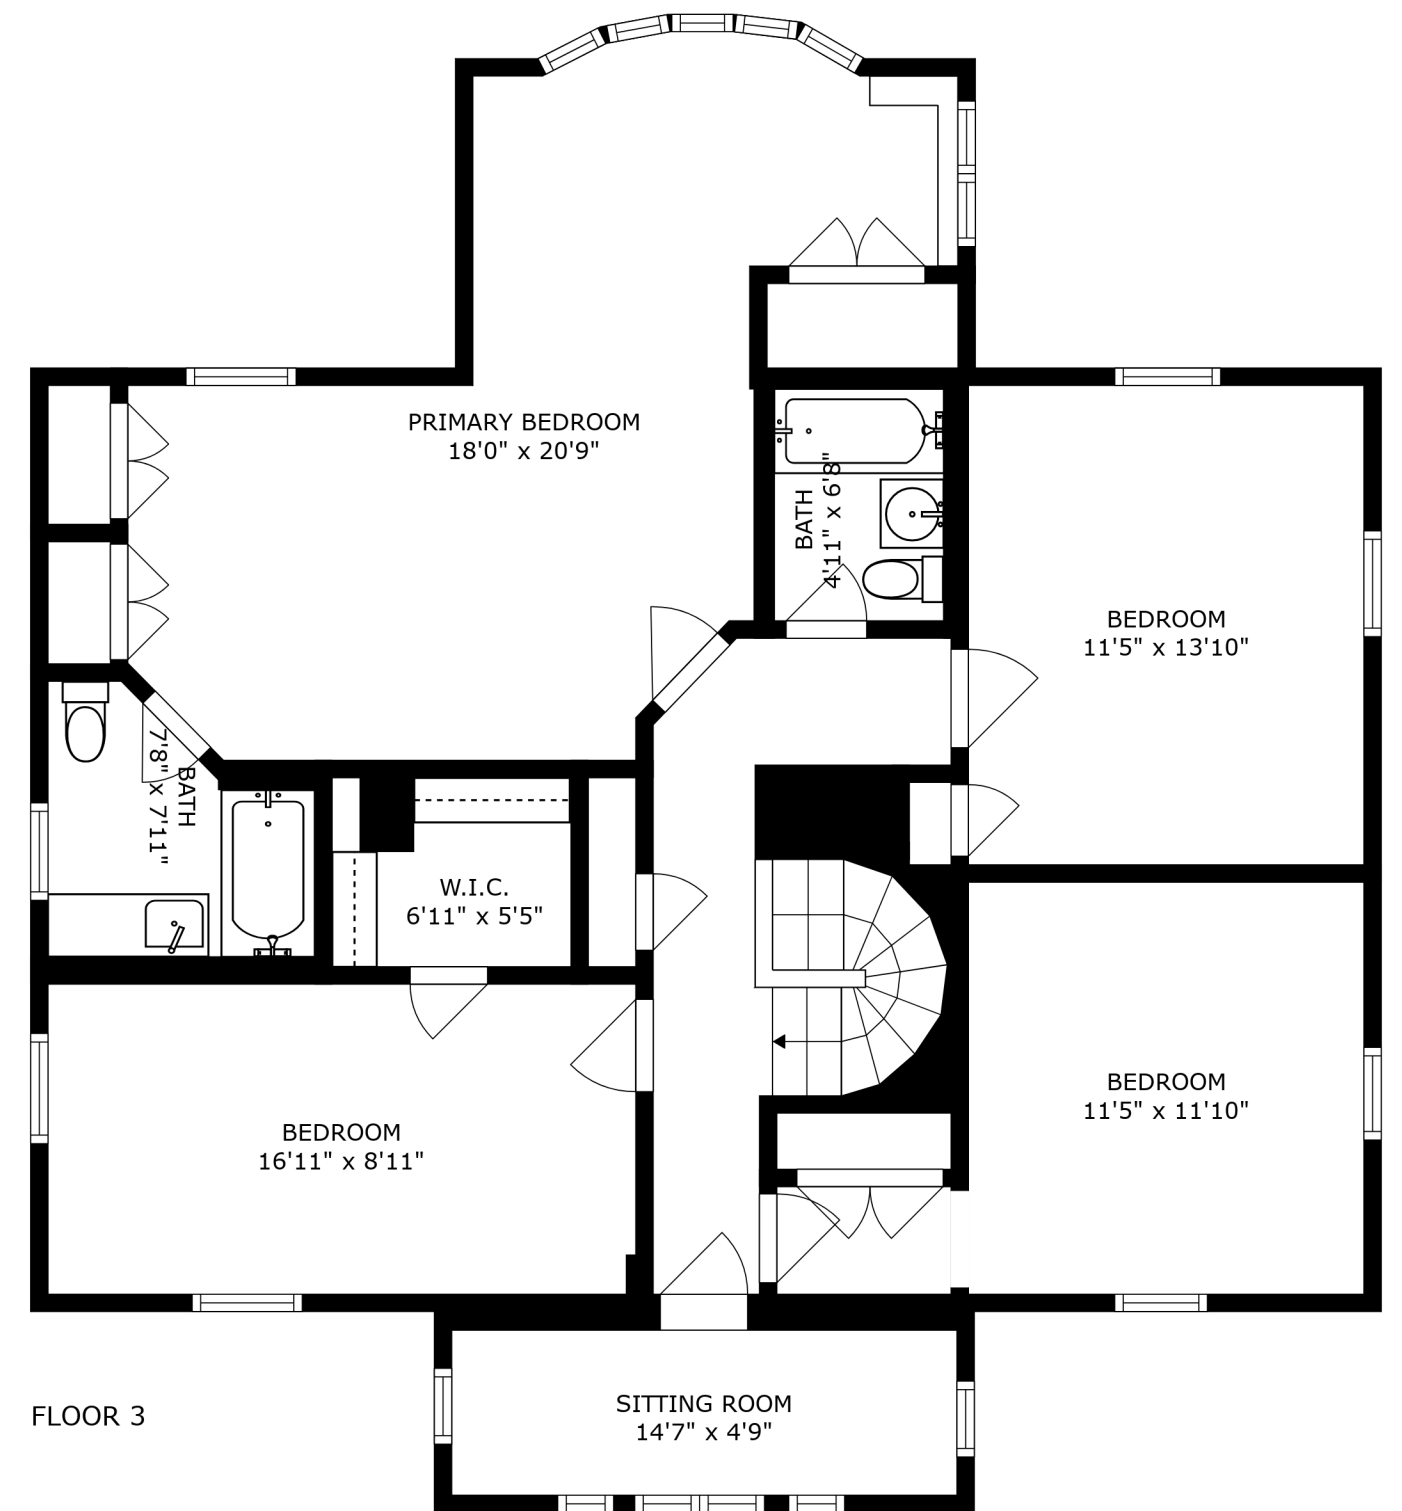 PRIMARY BEDROOM
18'0" x 20'9"
BATH
4'11" x 6'8"
BEDROOM
11'5" x 13'10"
BATH
7'8" x 7'11"
W.I.C.
6'11" x 5'5"
BEDROOM
11'5" x 11'10"
BEDROOM
16'11" x 8'11"
SITTING ROOM
14'7" x 4'9"
FLOOR 3